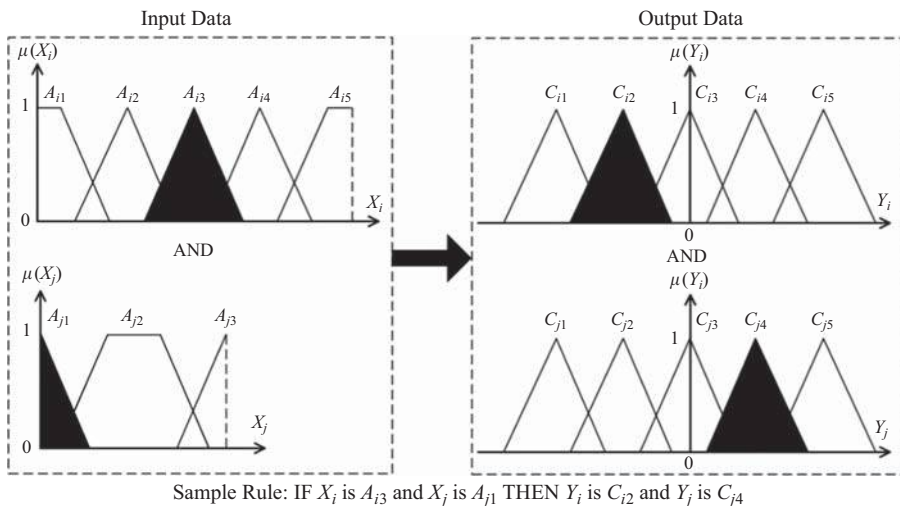 Input Data
Output Data
μ(X_i)
A_i1 A_i2 A_i3 A_i4 A_i5
1
0
X_i
AND
μ(X_j)
A_j1 A_j2 A_j3
1
0
X_j
μ(Y_i)
C_i1 C_i2 C_i3 C_i4 C_i5
1
Y_i
0
AND
μ(Y_i)
C_j1 C_j2 C_j3 C_j4 C_j5
1
Y_j
0
Sample Rule: IF X_i is A_i3 and X_j is A_j1 THEN Y_i is C_i2 and Y_j is C_j4